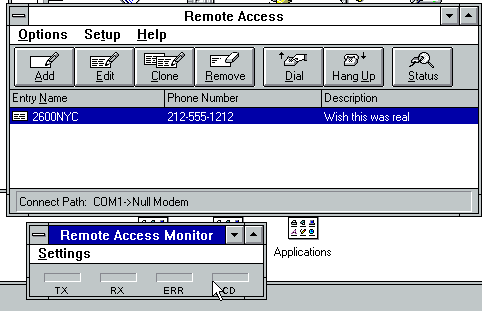 Remote Access
Options Setup Help
Add Edit Clone Remove Dial Hang Up Status
Entry Name Phone Number Description
2600NYC 212-555-1212 Wish this was real
Connect Path: COM1->Null Modem
Remote Access Monitor
Settings
Applications
TX RX ERR CD